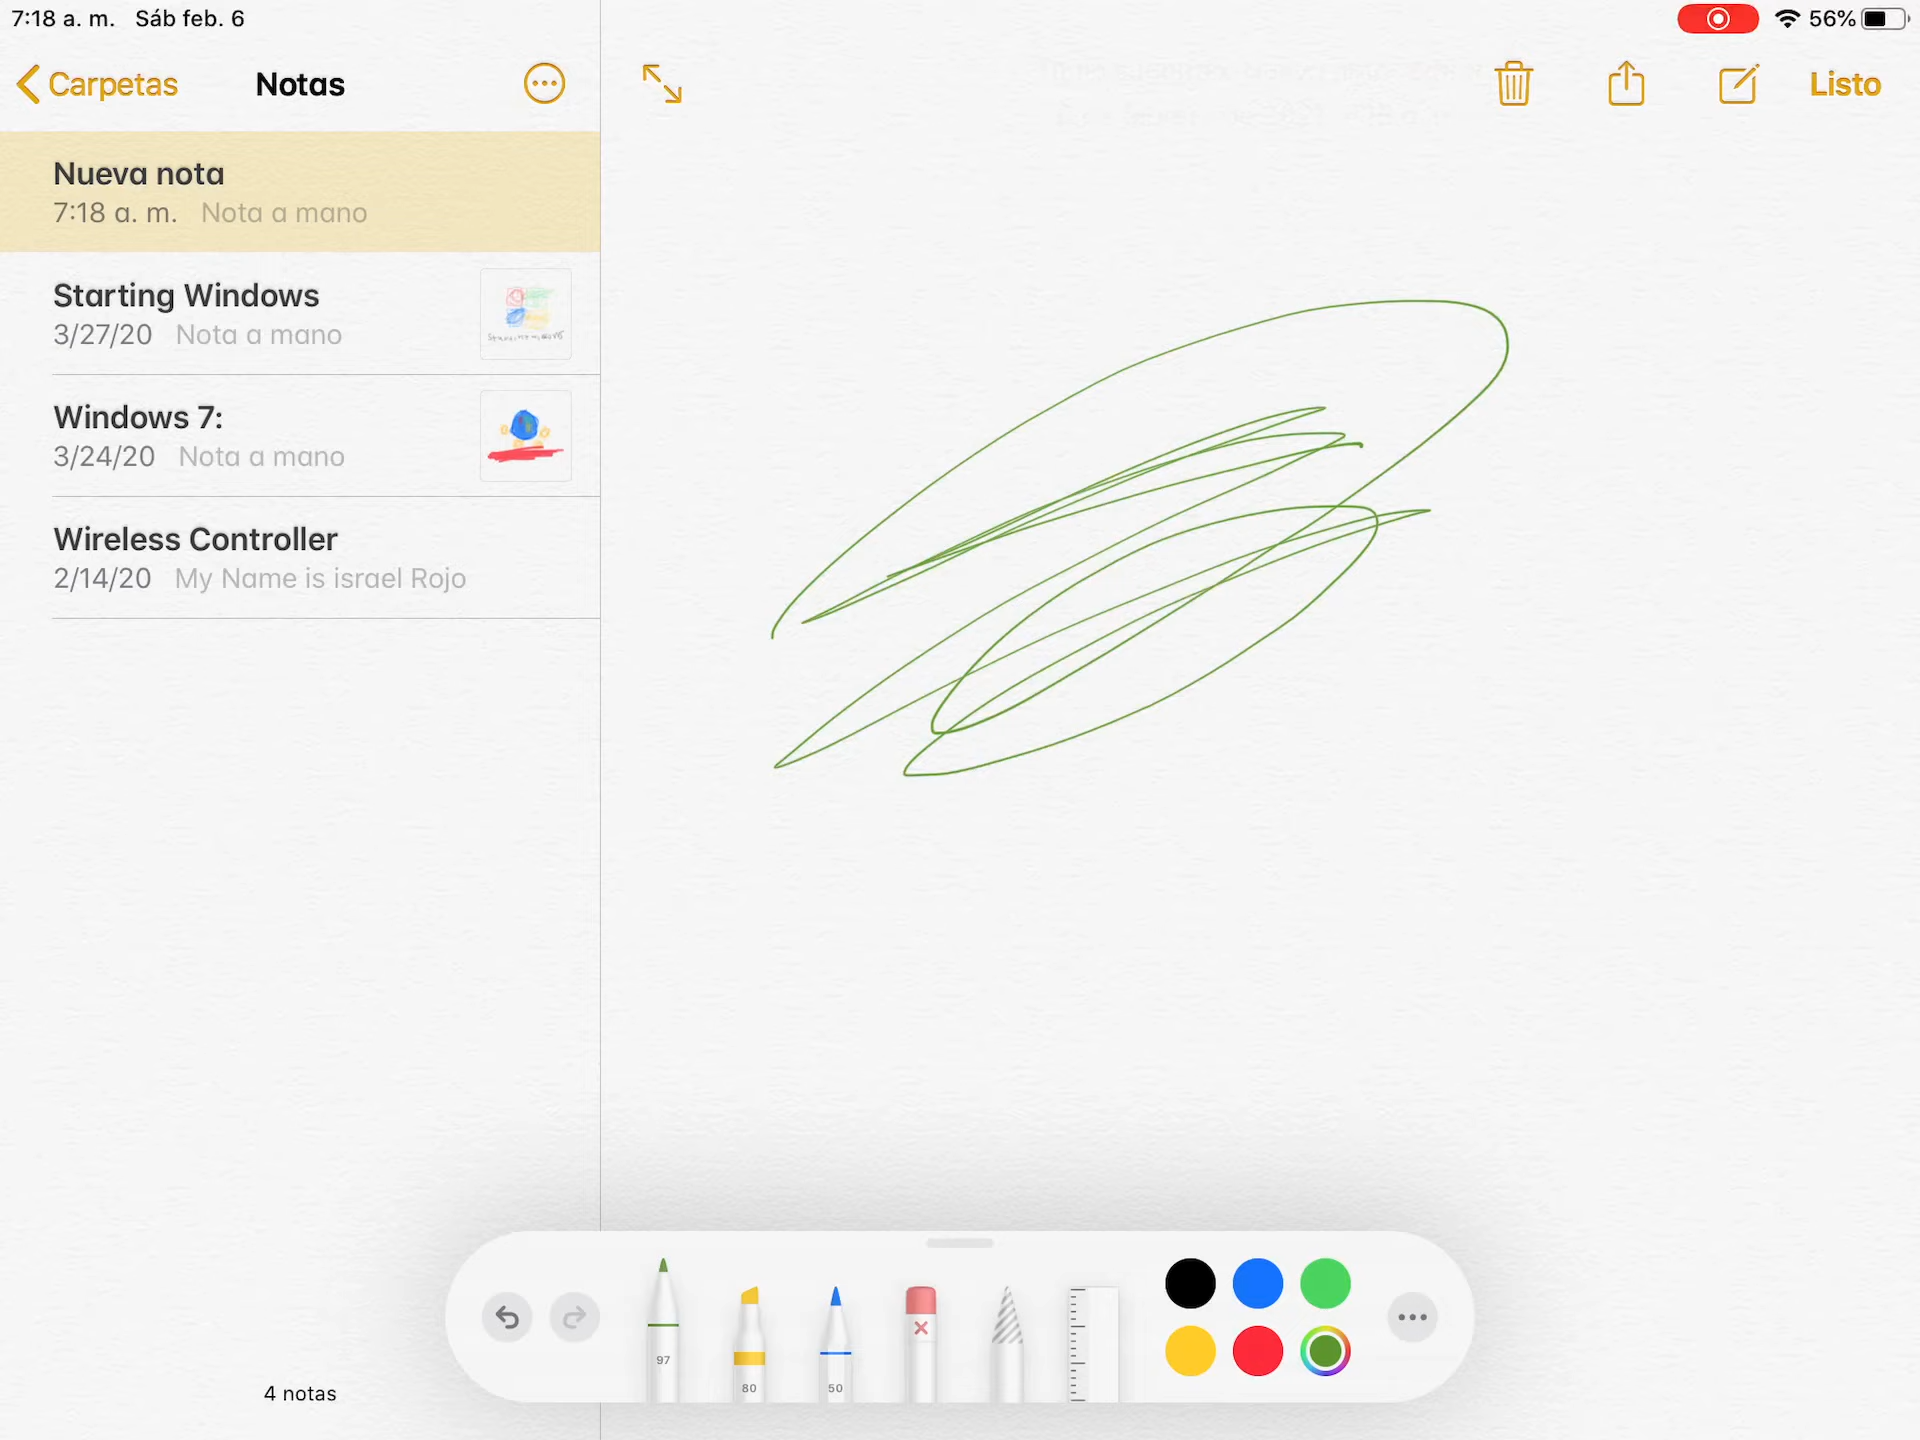 7:18 a. m. Sáb feb. 6
56%
Carpetas
Notas
Listo
Nueva nota
7:18 a. m. Nota a mano
Starting Windows
3/27/20 Nota a mano
Windows 7:
3/24/20 Nota a mano
Wireless Controller
2/14/20 My Name is israel Rojo
97
80
50
4 notas